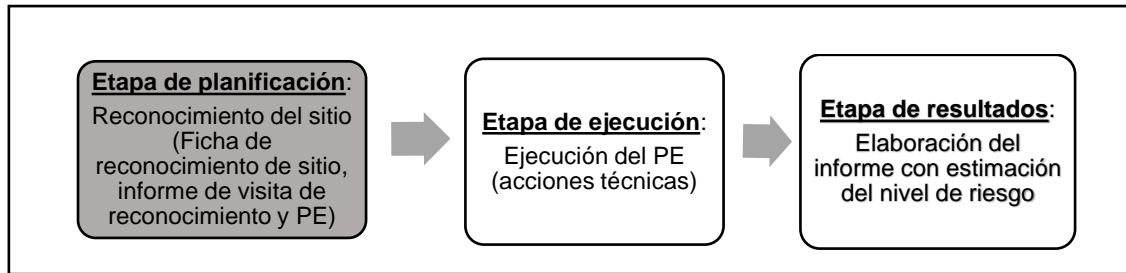 Etapa de planificación:
Reconocimiento del sitio
(Ficha de
reconocimiento de sitio,
informe de visita de
reconocimiento y PE)
Etapa de ejecución:
Ejecución del PE
(acciones técnicas)
Etapa de resultados:
Elaboración del
informe con estimación
del nivel de riesgo